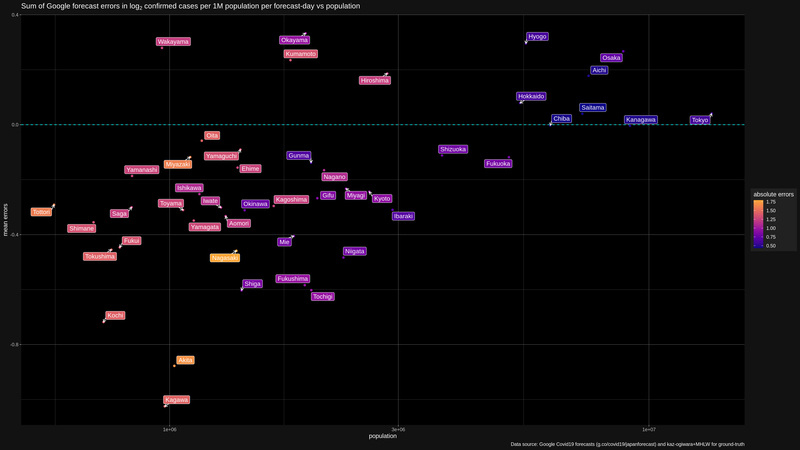 Sum of Google forecast errors in log₂ confirmed cases per 1M population per forecast-day vs population
0.4
Hyogo
Okayama
Wakayama
Kumamoto
Osaka
Aichi
Hiroshima
Hokkaido
Saitama
Chiba
Kanagawa
Tokyo
0.0
Oita
Shizuoka
Yamaguchi
Gunma
Miyazaki
Fukuoka
Yamanashi
Ehime
Nagano
Ishikawa
Gifu
Miyagi
Kyoto
Kagoshima
Iwate
Toyama
Okinawa
Tottori
Saga
Ibaraki
Aomori
Yamagata
Shimane
-0.4
Fukui
Mie
Niigata
Tokushima
Nagasaki
Fukushima
Shiga
Tochigi
Kochi
-0.8
Akita
Kagawa
mean errors
1e+06
3e+06
1e+07
population
absolute errors
1.75
1.50
1.25
1.00
0.75
0.50
Data source: Google Covid19 forecasts (g.co/covid19/japanforecast) and kaz-ogiwara+MHLW for ground-truth